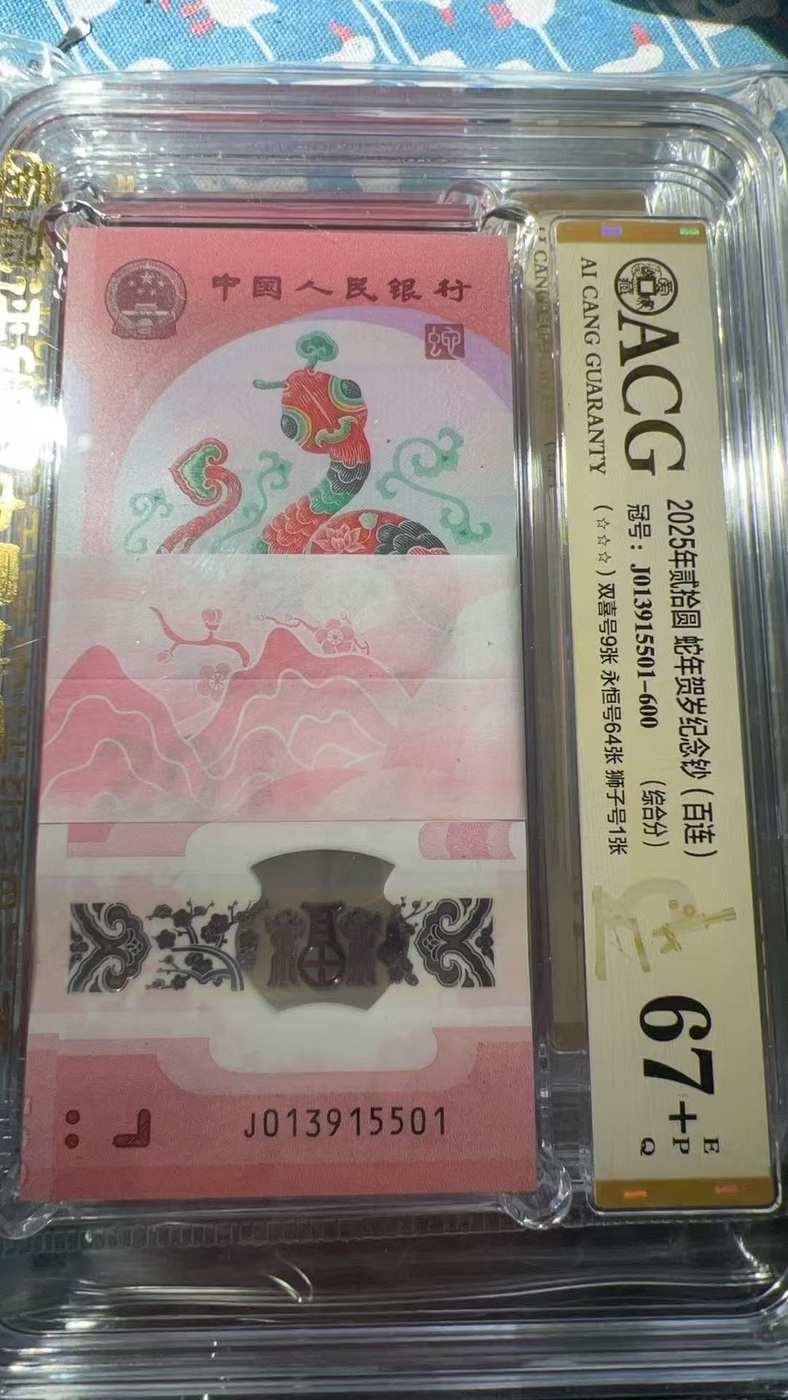 中国人民银行
蛇
福
J013915501
ACG
AI CANG GUARANTY
2025年贰拾圆 蛇年贺岁纪念钞（百连）
冠号：J013915501-600 （综合分）
（☆☆☆）双喜号9张 永恒号64张 狮子号1张
67+
EPQ